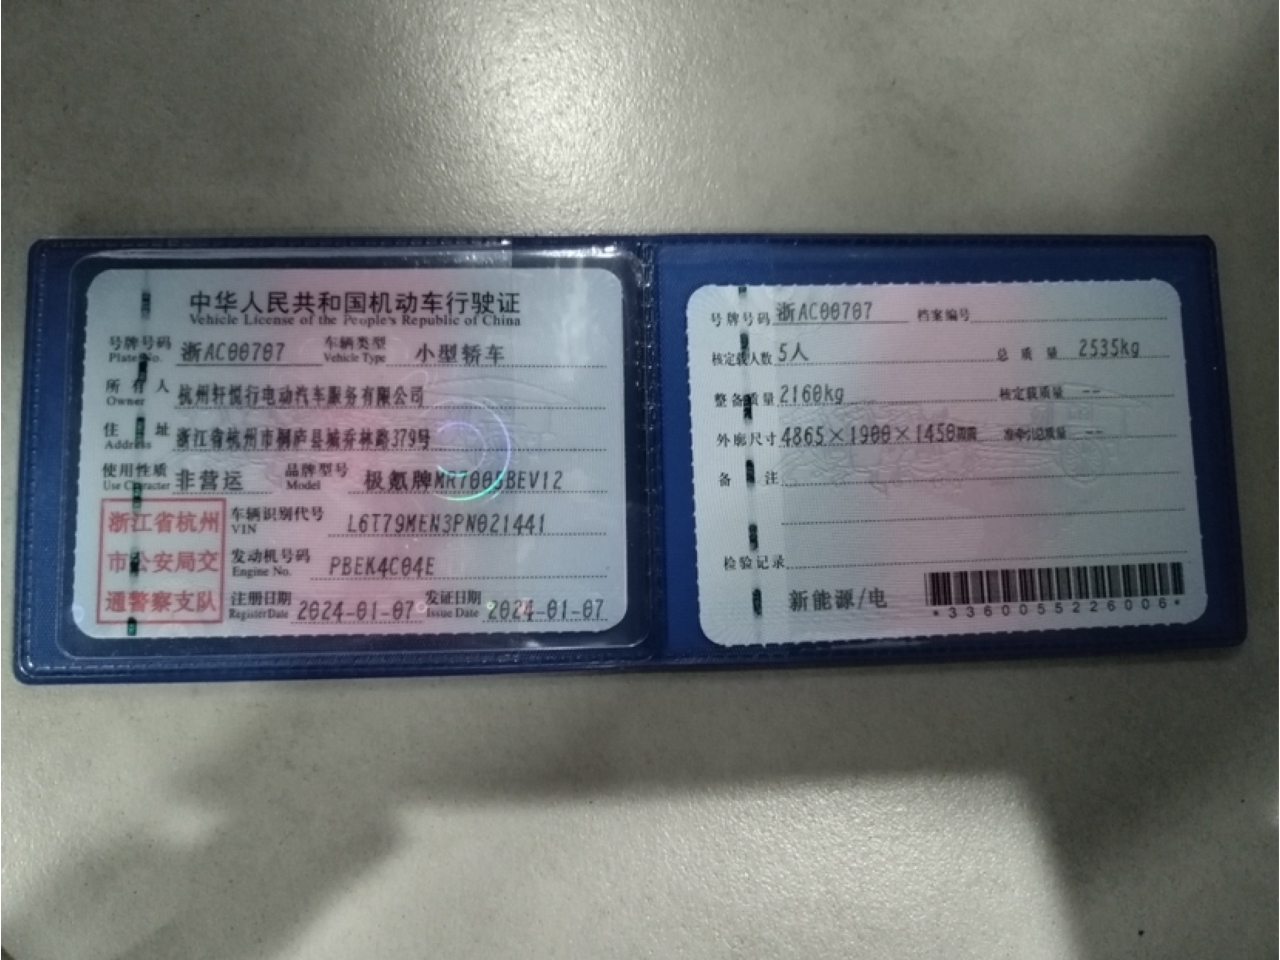 中华人民共和国机动车行驶证
Vehicle License of the People's Republic of China
号牌号码 浙AC00707 车辆类型 小型轿车
Plate No. Vehicle Type
所有人 杭州轩悦行电动汽车服务有限公司
Owner
住址 浙江省杭州市桐庐县城香林路379号
Address
使用性质 非营运 品牌型号 极氪牌MR7003BEV12
Use Character Model
车辆识别代号 L6T79MEN3PN021441
VIN
发动机号码 PBEK4C04E
Engine No.
注册日期 2024-01-07 发证日期 2024-01-07
Register Date Issue Date
浙江省杭州
市公安局交
通警察支队
号牌号码 浙AC00707 档案编号
核定载人数 5人 总质量 2535kg
整备质量 2160kg 核定载质量 --
外廓尺寸 4865×1900×1450mm 准牵引总质量 --
备注
检验记录
新能源/电
*3360055226006*